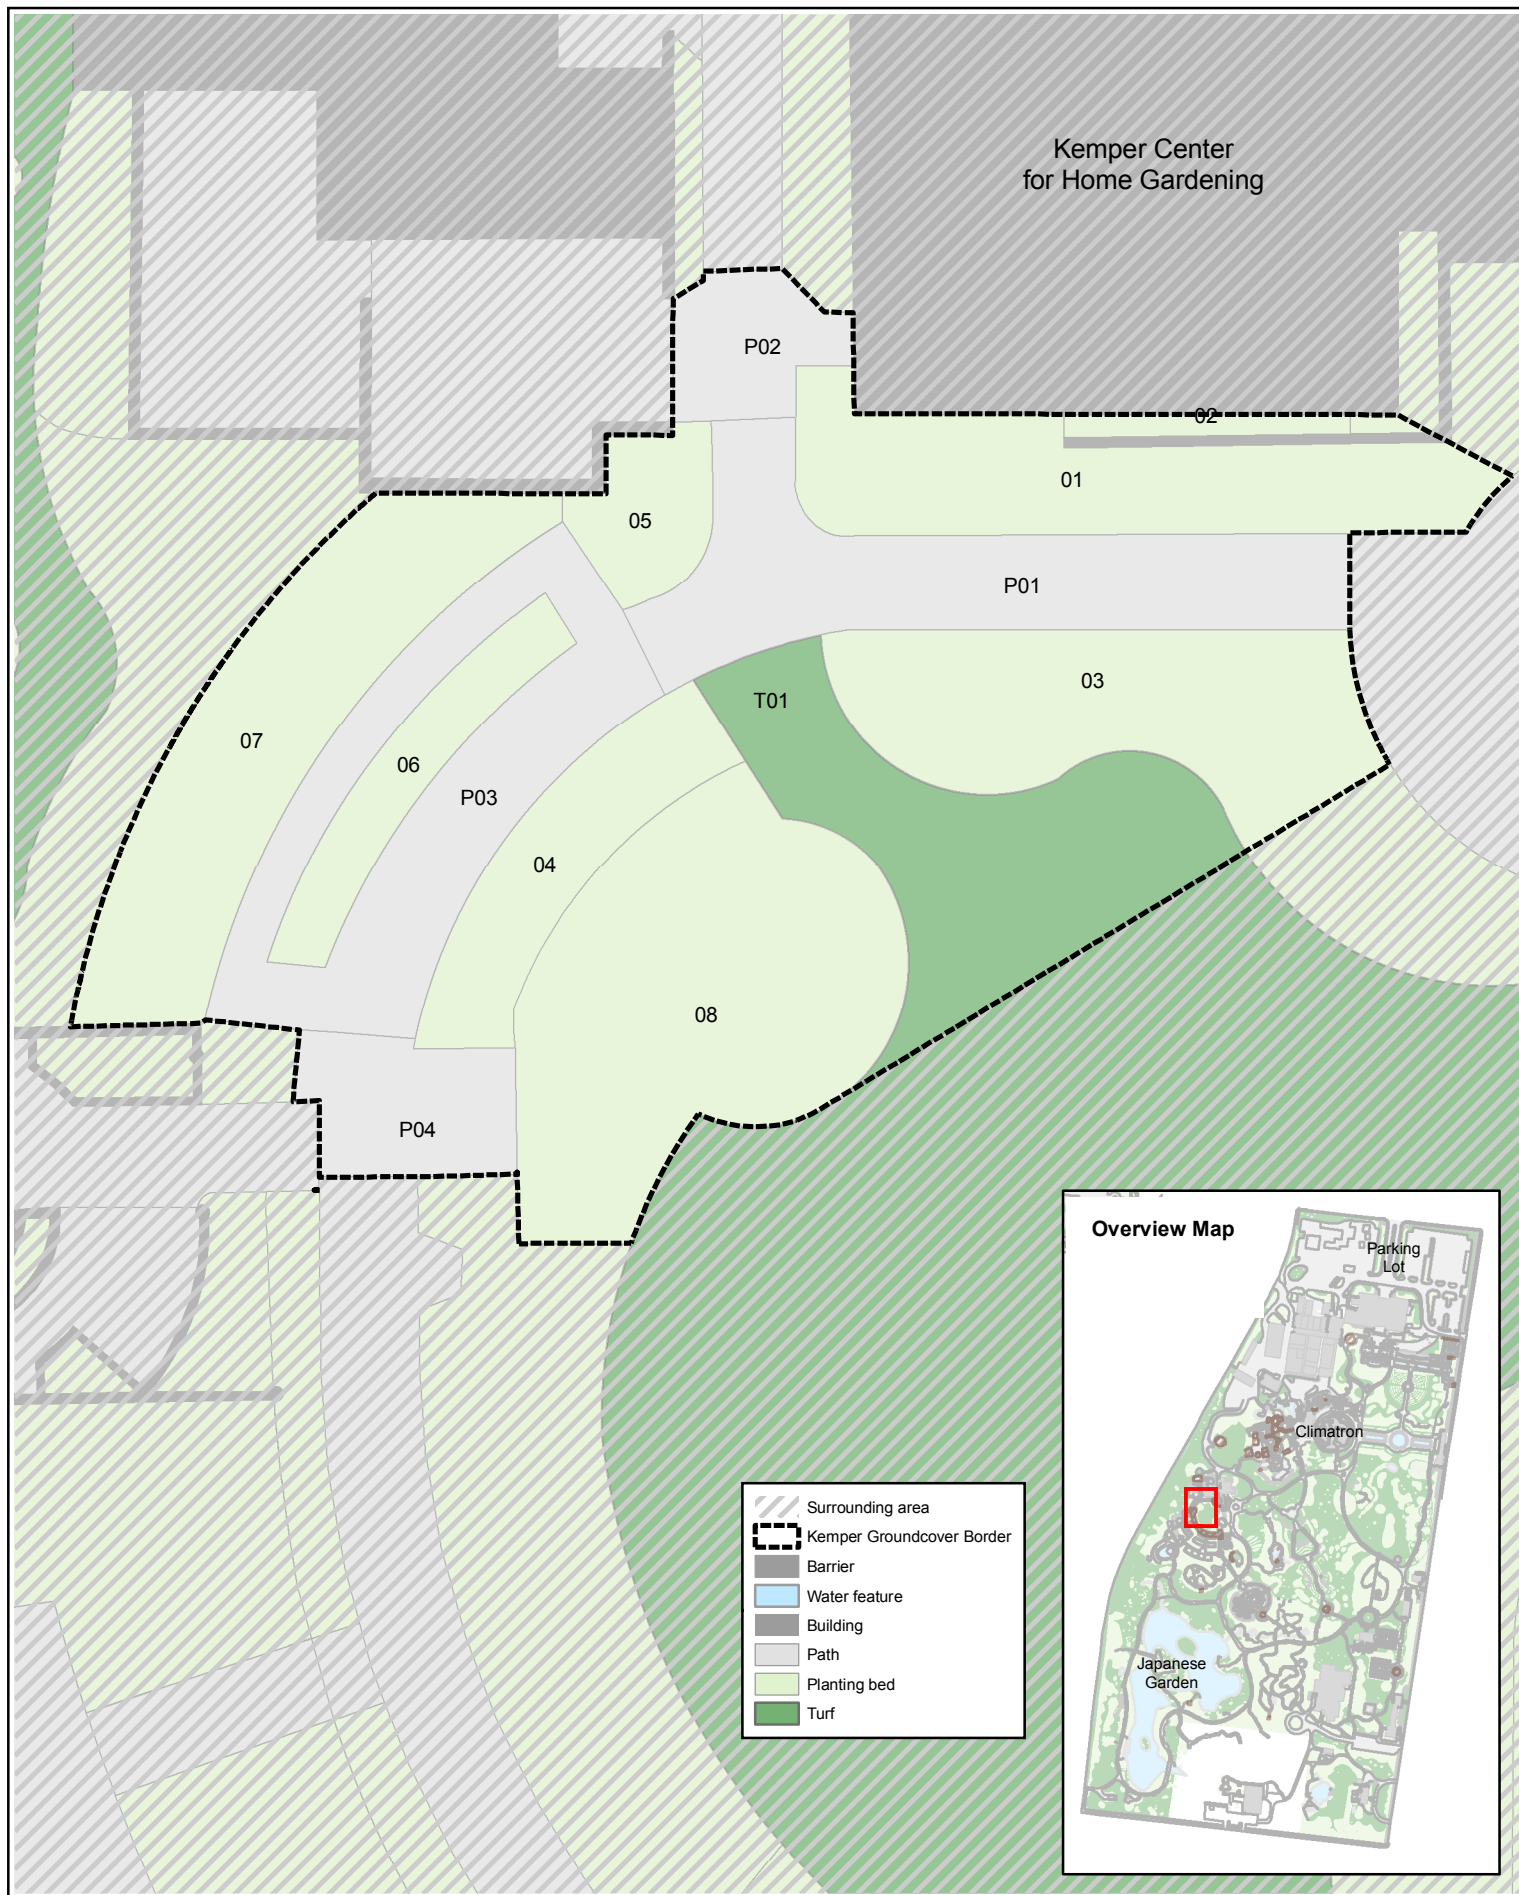 Kemper Center
for Home Gardening
P02
02
01
05
P01
03
T01
07
06
P03
04
08
P04
Overview Map
Parking
Lot
Climatron
Japanese
Garden
Surrounding area
Kemper Groundcover Border
Barrier
Water feature
Building
Path
Planting bed
Turf